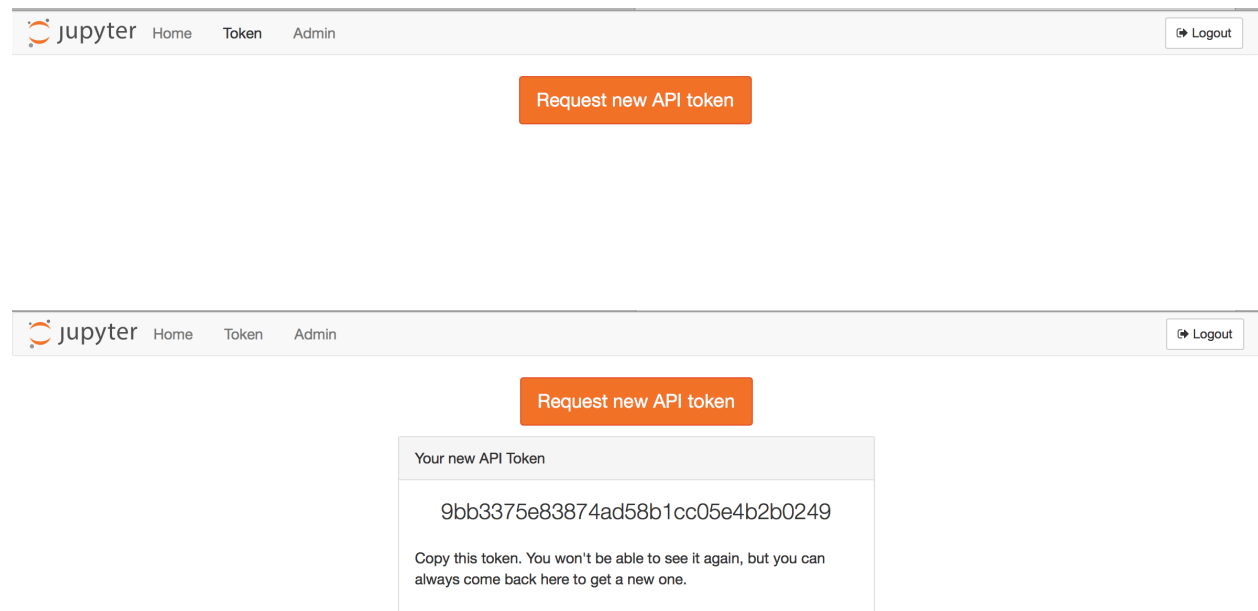 jupyter Home Token Admin Logout
Request new API token
jupyter Home Token Admin Logout
Request new API token
Your new API Token
9bb3375e83874ad58b1cc05e4b2b0249
Copy this token. You won't be able to see it again, but you can
always come back here to get a new one.